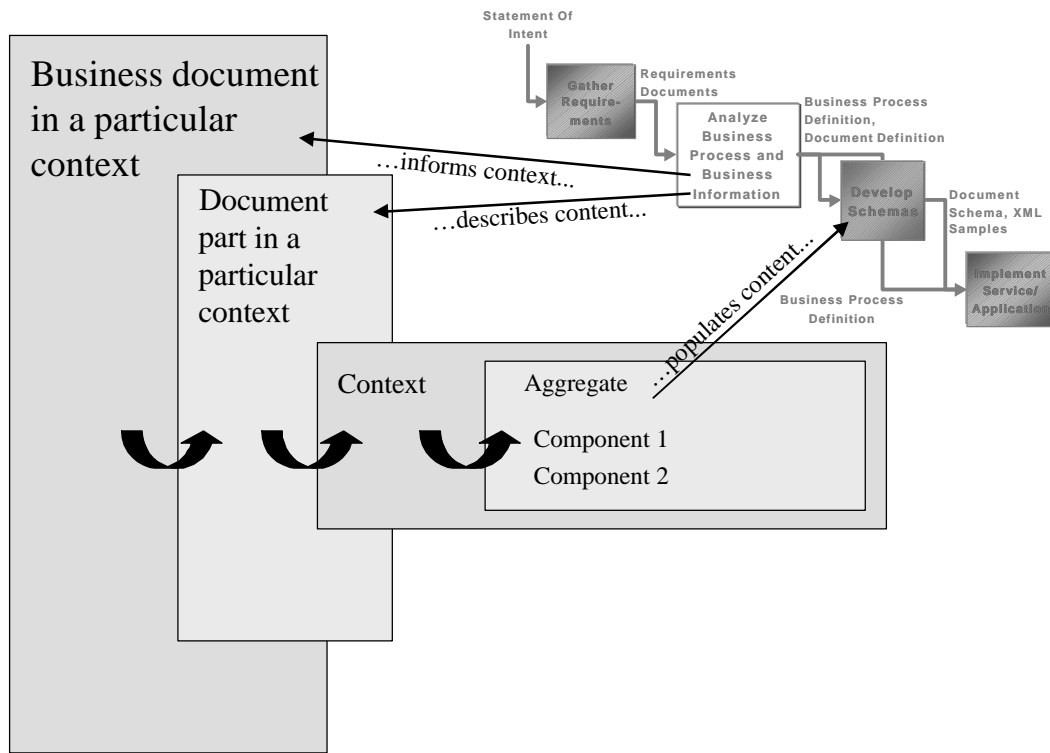 Statement Of
Intent
Business document
in a particular
context
Gather
Require-
ments
Requirements
Documents
Analyze
Business
Process and
Business
Information
Business Process
Definition,
Document Definition
Develop
Schemas
Document
Schema, XML
Samples
Implement
Service/
Application
Business Process
Definition
…informs context...
…describes content...
…populates content...
Document
part in a
particular
context
Context
Aggregate
Component 1
Component 2